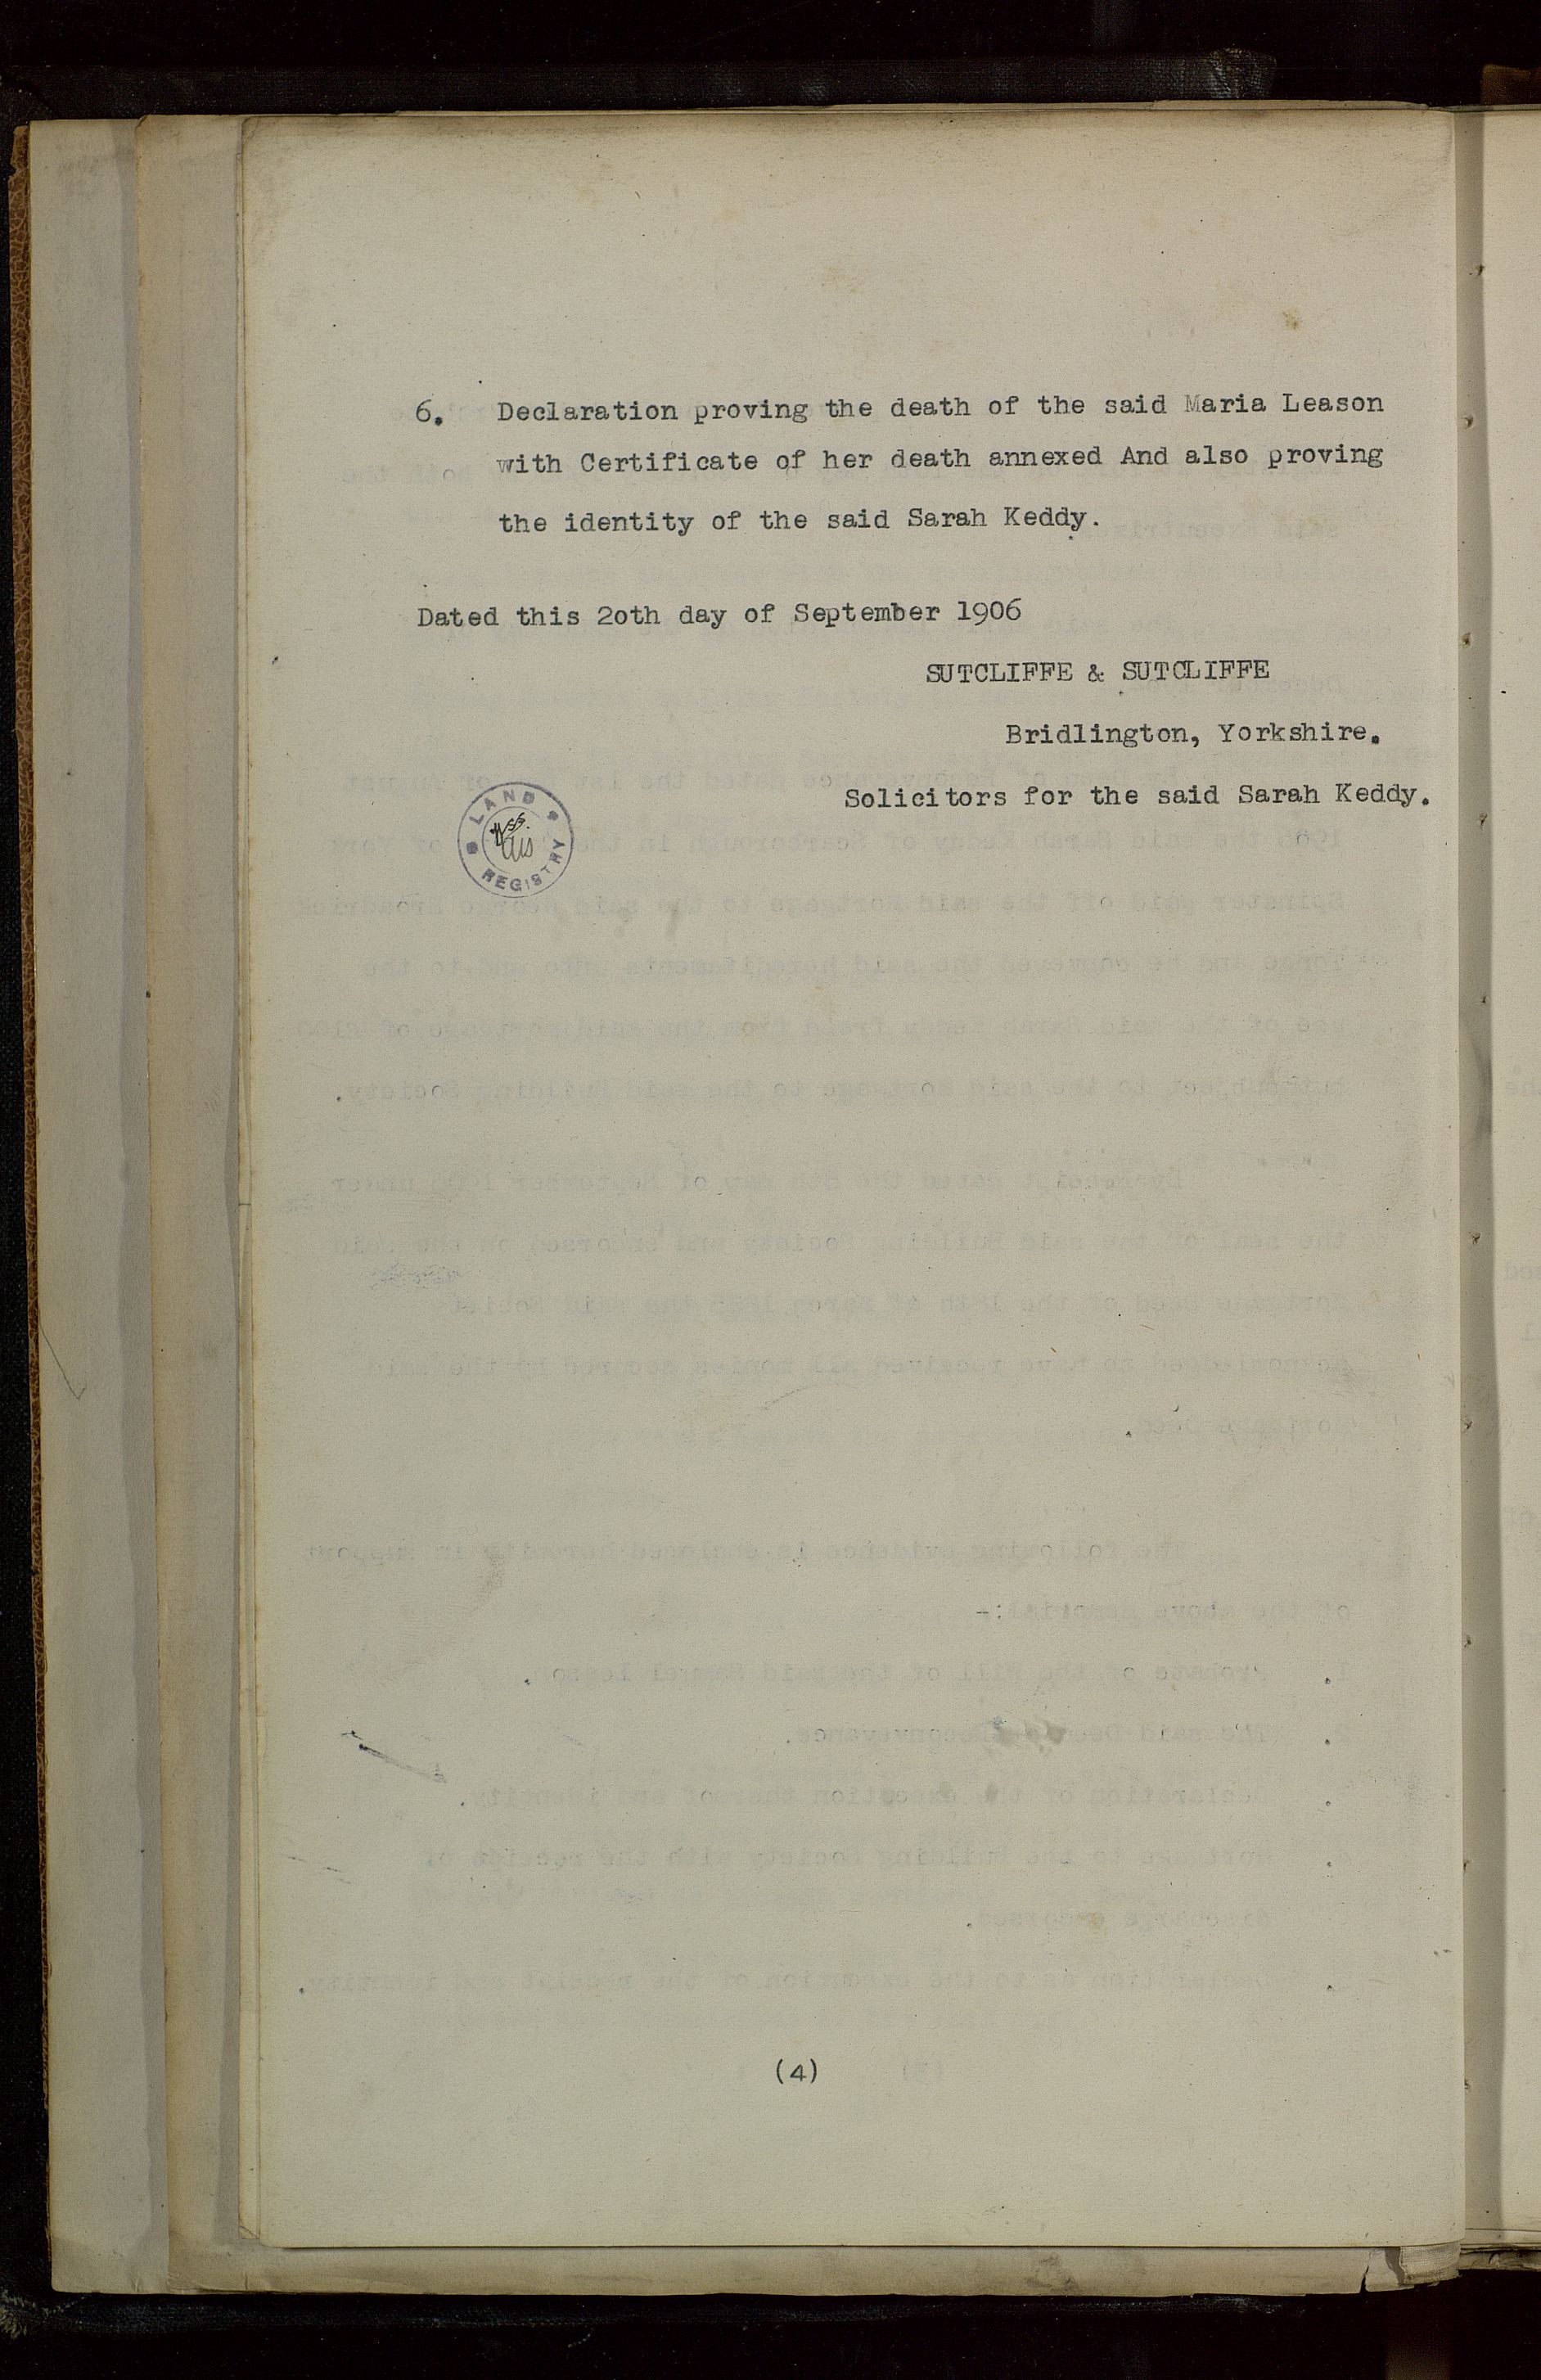 6. Declaration proving the death of the said Maria Leason
with Certificate of her death annexed And also proving
the identity of the said Sarah Keddy.
Dated this 2oth day of September 1906
SUTCLIFFE & SUTCLIFFE
Bridlington, Yorkshire.
Solicitors for the said Sarah Keddy.
LAND
REGISTRY
(4)